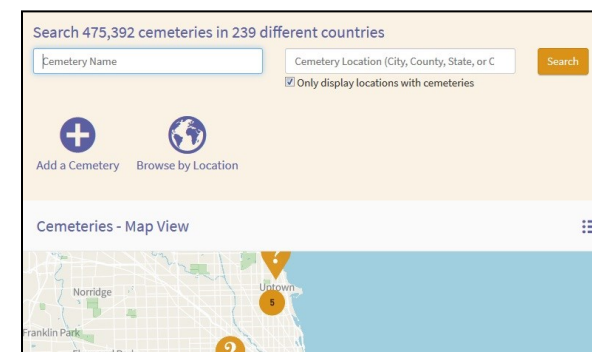 Search 475,392 cemeteries in 239 different countries
Cemetery Name
Cemetery Location (City, County, State, or C
Search
Only display locations with cemeteries
Add a Cemetery
Browse by Location
Cemeteries - Map View
?
Uptown
Norridge
5
Franklin Park
?